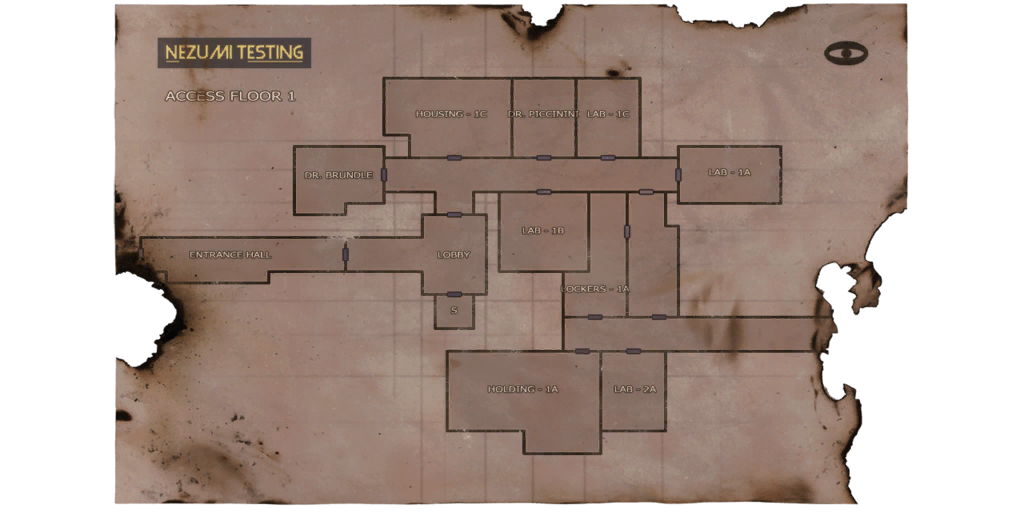 NEZUMI TESTING
ACCESS FLOOR 1
HOUSING - 1C
DR. PICCININI
LAB - 1C
DR. BRUNDLE
LAB - 1A
LAB - 1B
ENTRANCE HALL
LOBBY
LOCKERS - 1A
S
HOLDING - 1A
LAB - 2A